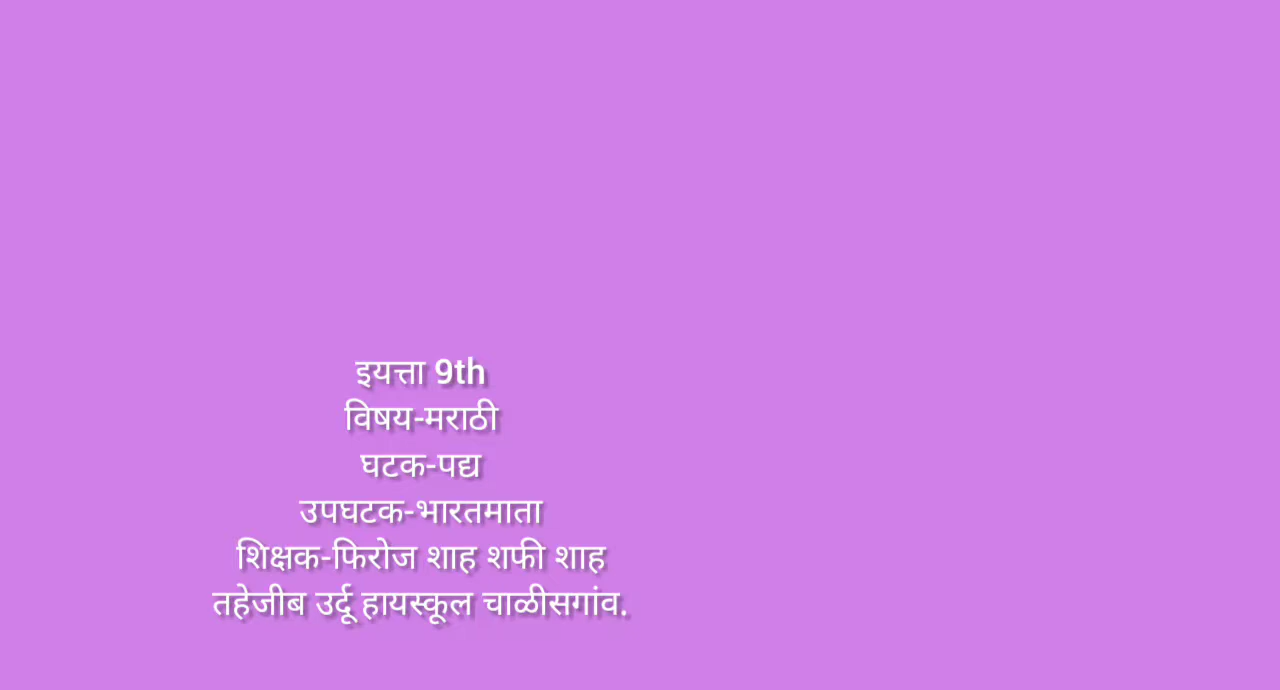 इयत्ता 9th
विषय-मराठी
घटक-पद्य
उपघटक-भारतमाता
शिक्षक-फिरोज शाह शफी शाह
तहेजीब उर्दू हायस्कूल चाळीसगांव.